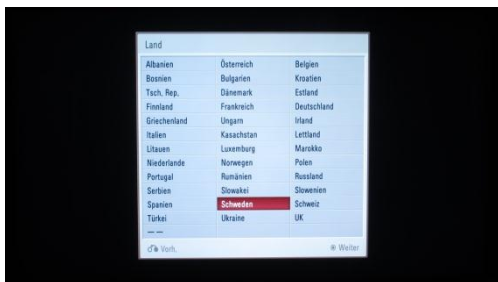 Land
Albanien Österreich Belgien
Bosnien Bulgarien Kroatien
Tsch. Rep. Dänemark Estland
Finnland Frankreich Deutschland
Griechenland Ungarn Irland
Italien Kasachstan Lettland
Litauen Luxemburg Marokko
Niederlande Norwegen Polen
Portugal Rumänien Russland
Serbien Slowakei Slowenien
Spanien Schweden Schweiz
Türkei Ukraine UK
-- --
Vorh. Weiter